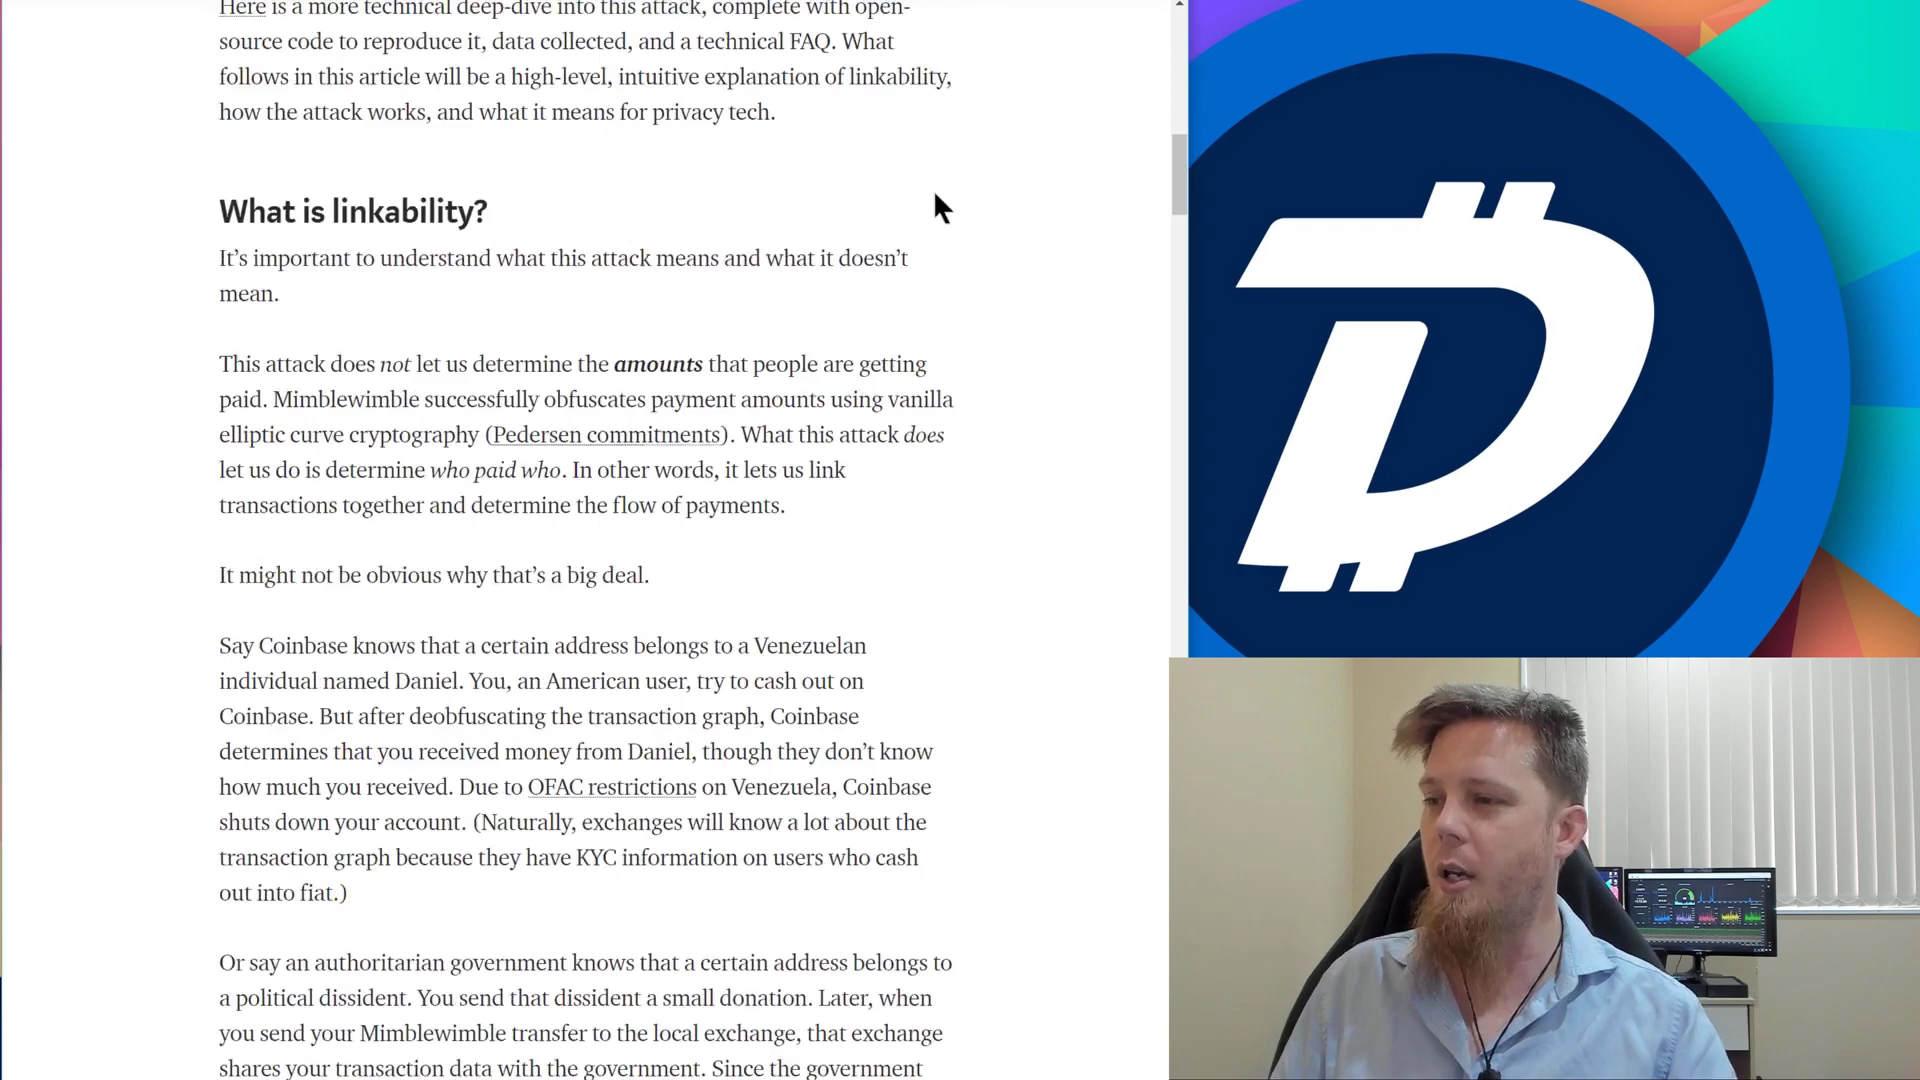 Here is a more technical deep-dive into this attack, complete with open-
source code to reproduce it, data collected, and a technical FAQ. What
follows in this article will be a high-level, intuitive explanation of linkability,
how the attack works, and what it means for privacy tech.
What is linkability?
It’s important to understand what this attack means and what it doesn’t
mean.
This attack does not let us determine the amounts that people are getting
paid. Mimblewimble successfully obfuscates payment amounts using vanilla
elliptic curve cryptography (Pedersen commitments). What this attack does
let us do is determine who paid who. In other words, it lets us link
transactions together and determine the flow of payments.
It might not be obvious why that’s a big deal.
Say Coinbase knows that a certain address belongs to a Venezuelan
individual named Daniel. You, an American user, try to cash out on
Coinbase. But after deobfuscating the transaction graph, Coinbase
determines that you received money from Daniel, though they don’t know
how much you received. Due to OFAC restrictions on Venezuela, Coinbase
shuts down your account. (Naturally, exchanges will know a lot about the
transaction graph because they have KYC information on users who cash
out into fiat.)
Or say an authoritarian government knows that a certain address belongs to
a political dissident. You send that dissident a small donation. Later, when
you send your Mimblewimble transfer to the local exchange, that exchange
shares your transaction data with the government. Since the government